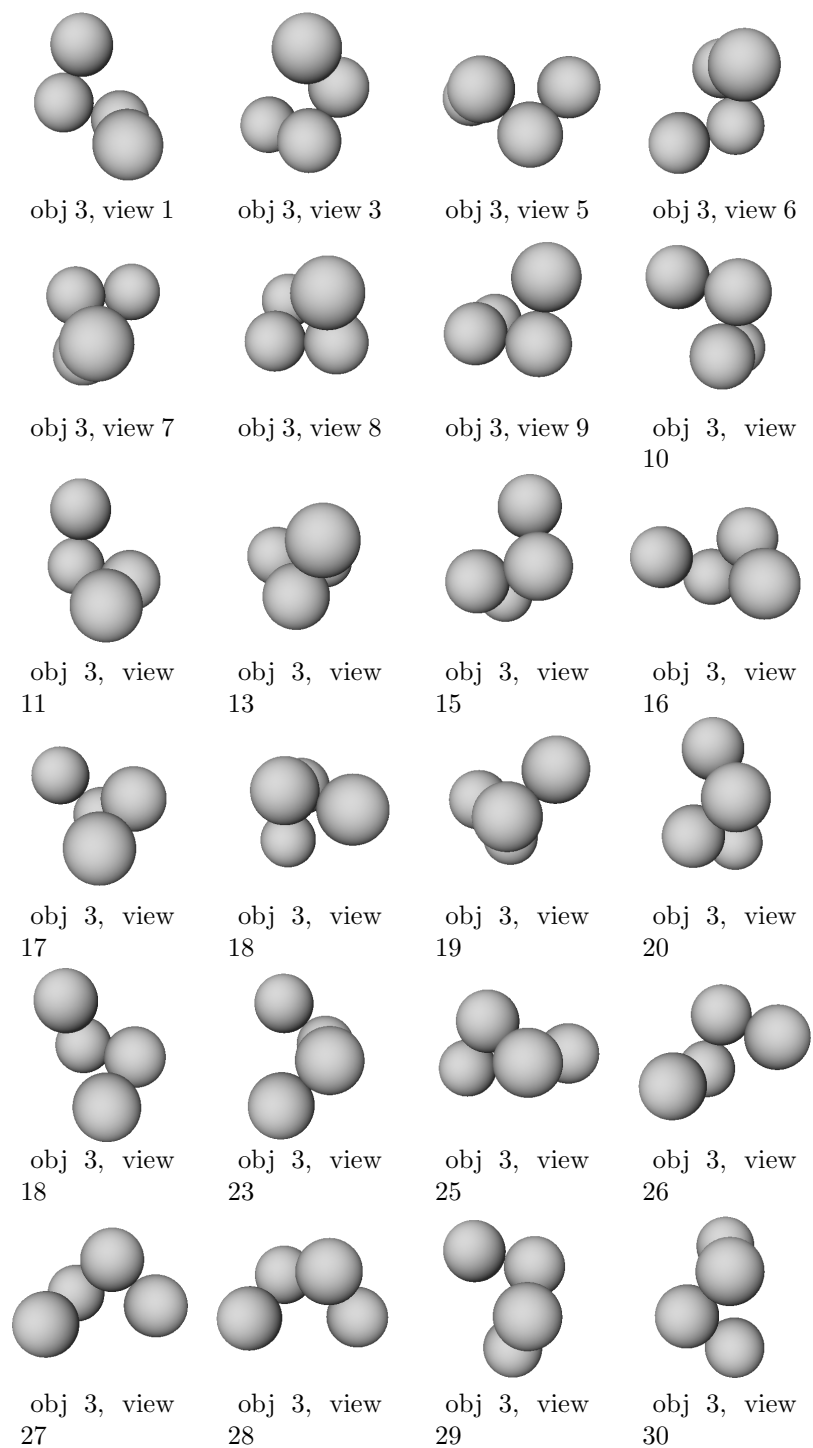 obj 3, view 1
obj 3, view 3
obj 3, view 5
obj 3, view 6
obj 3, view 7
obj 3, view 8
obj 3, view 9
obj 3, view
10
obj 3, view
11
obj 3, view
13
obj 3, view
15
obj 3, view
16
obj 3, view
17
obj 3, view
18
obj 3, view
19
obj 3, view
20
obj 3, view
18
obj 3, view
23
obj 3, view
25
obj 3, view
26
obj 3, view
27
obj 3, view
28
obj 3, view
29
obj 3, view
30